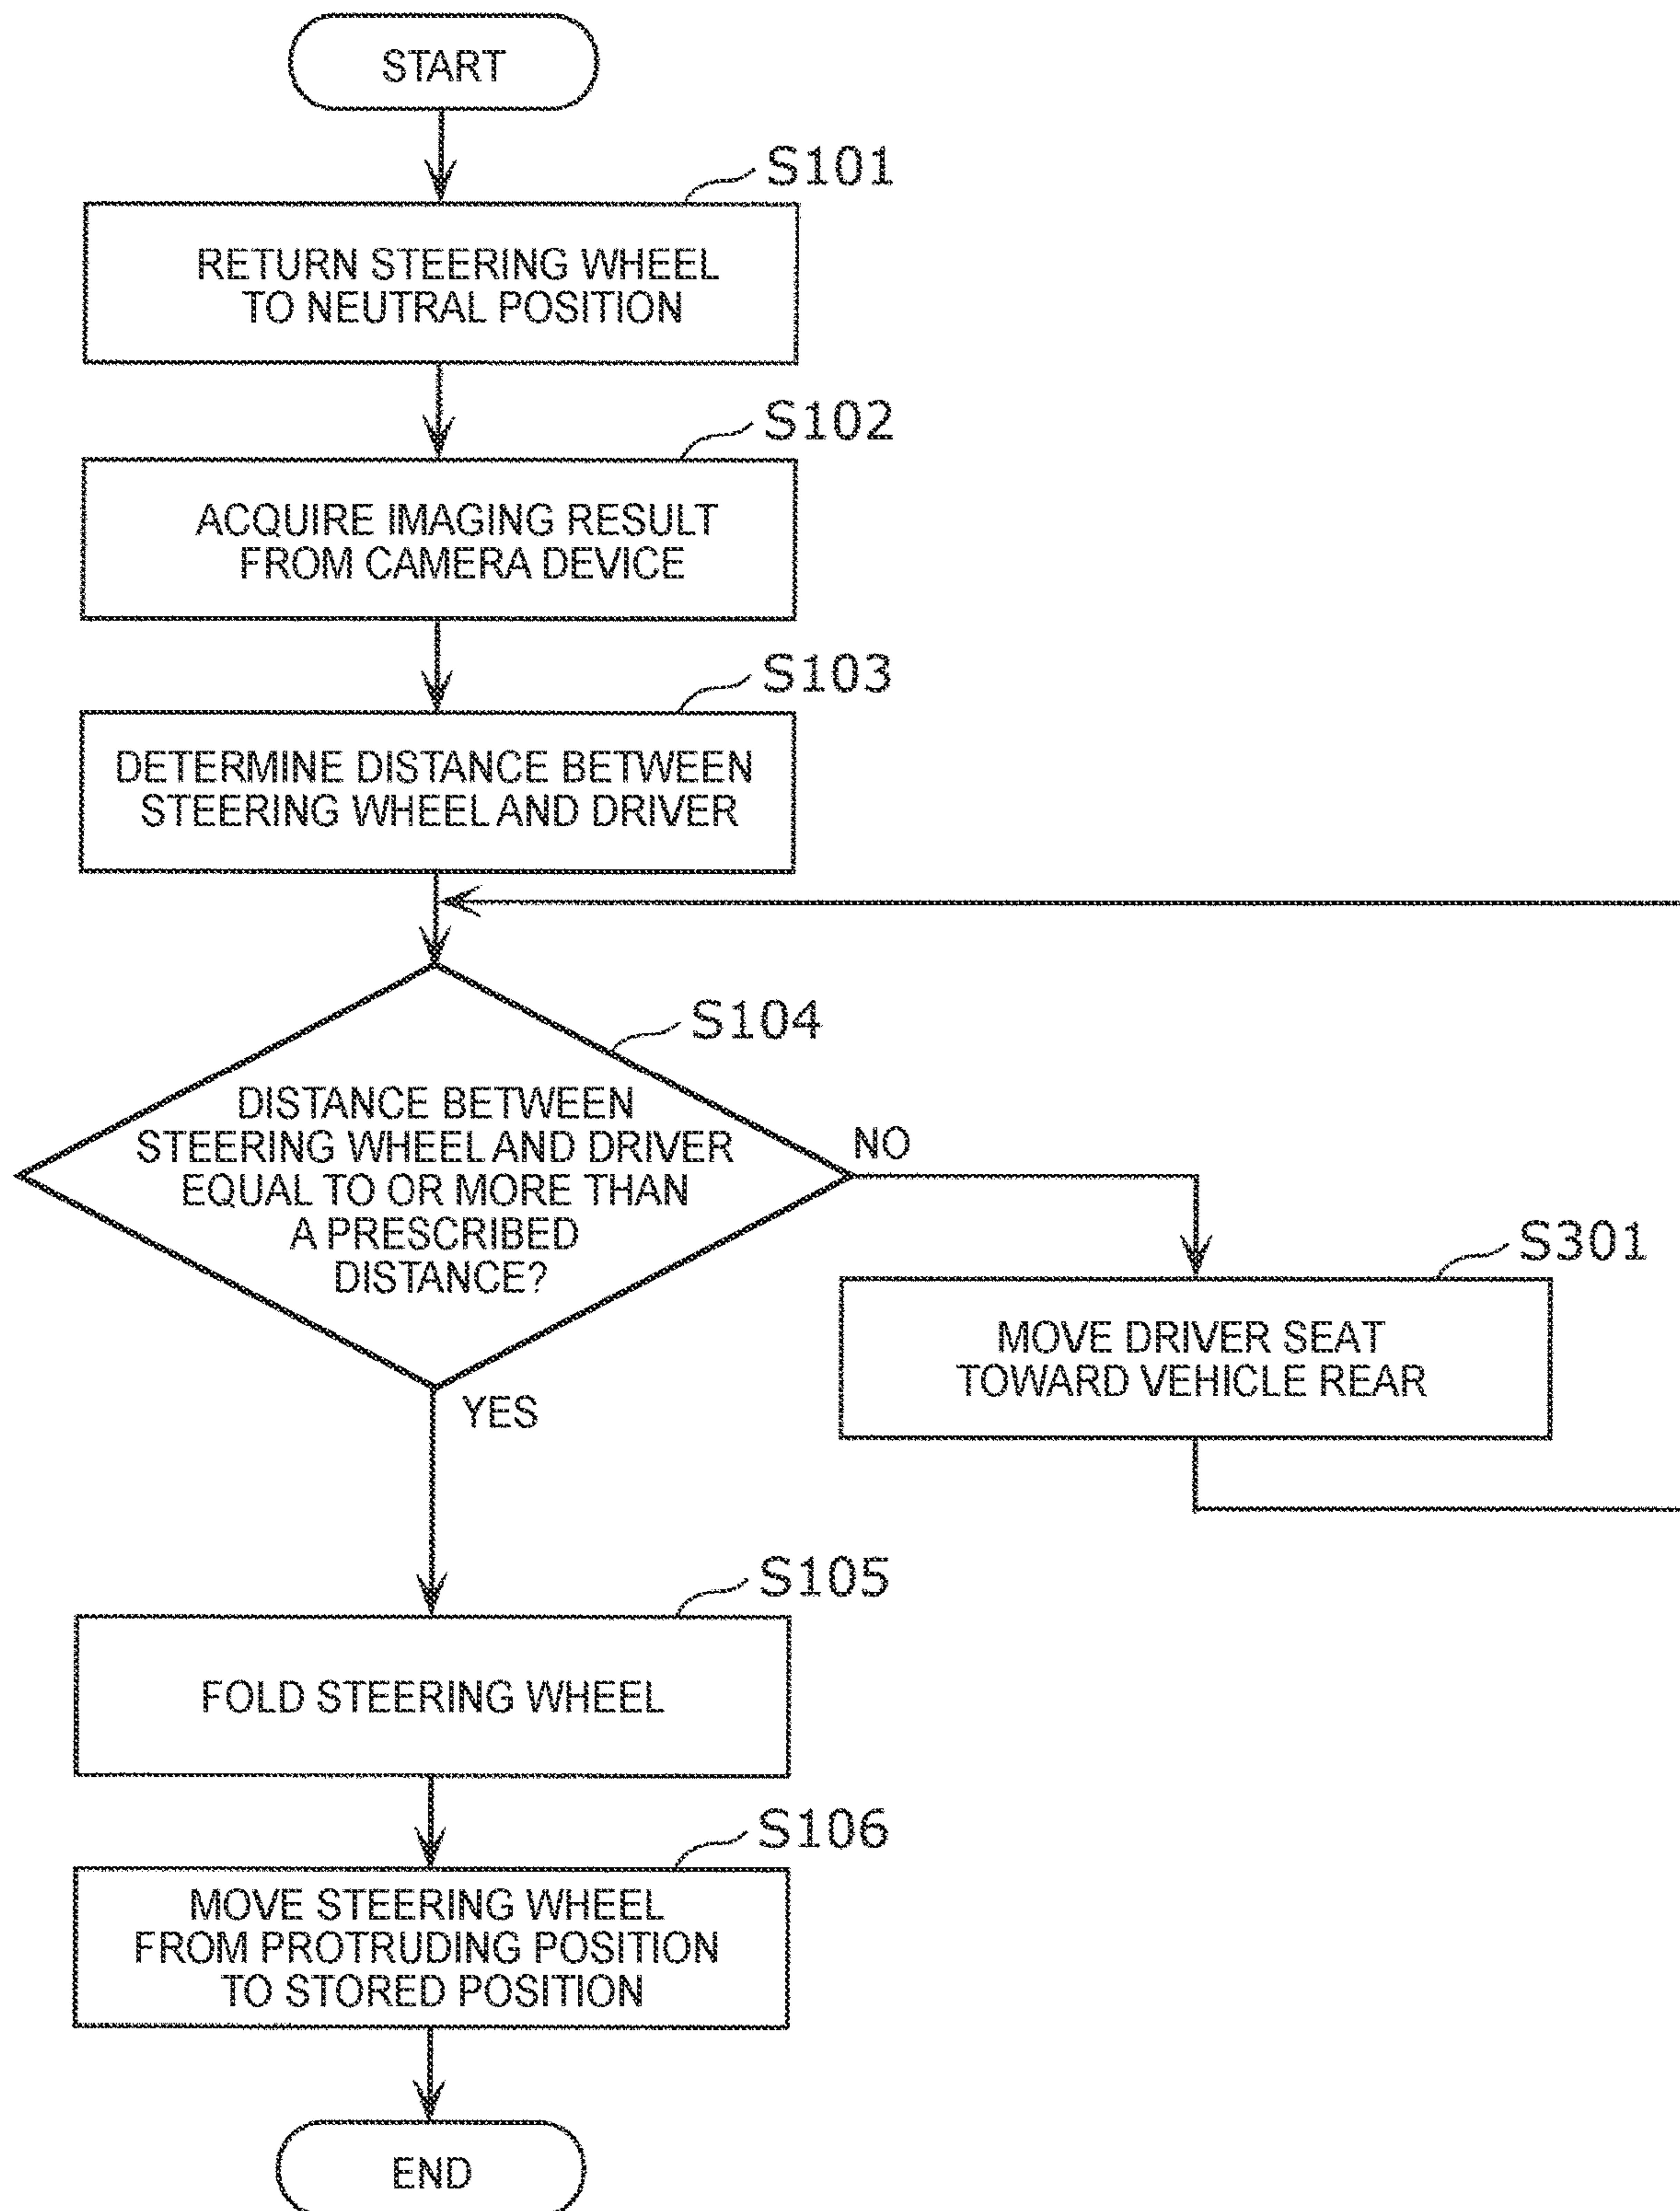 START
S101
RETURN STEERING WHEEL
TO NEUTRAL POSITION
S102
ACQUIRE IMAGING RESULT
FROM CAMERA DEVICE
S103
DETERMINE DISTANCE BETWEEN
STEERING WHEEL AND DRIVER
S104
DISTANCE BETWEEN
STEERING WHEEL AND DRIVER
EQUAL TO OR MORE THAN
A PRESCRIBED
DISTANCE?
NO
S301
MOVE DRIVER SEAT
TOWARD VEHICLE REAR
YES
S105
FOLD STEERING WHEEL
S106
MOVE STEERING WHEEL
FROM PROTRUDING POSITION
TO STORED POSITION
END